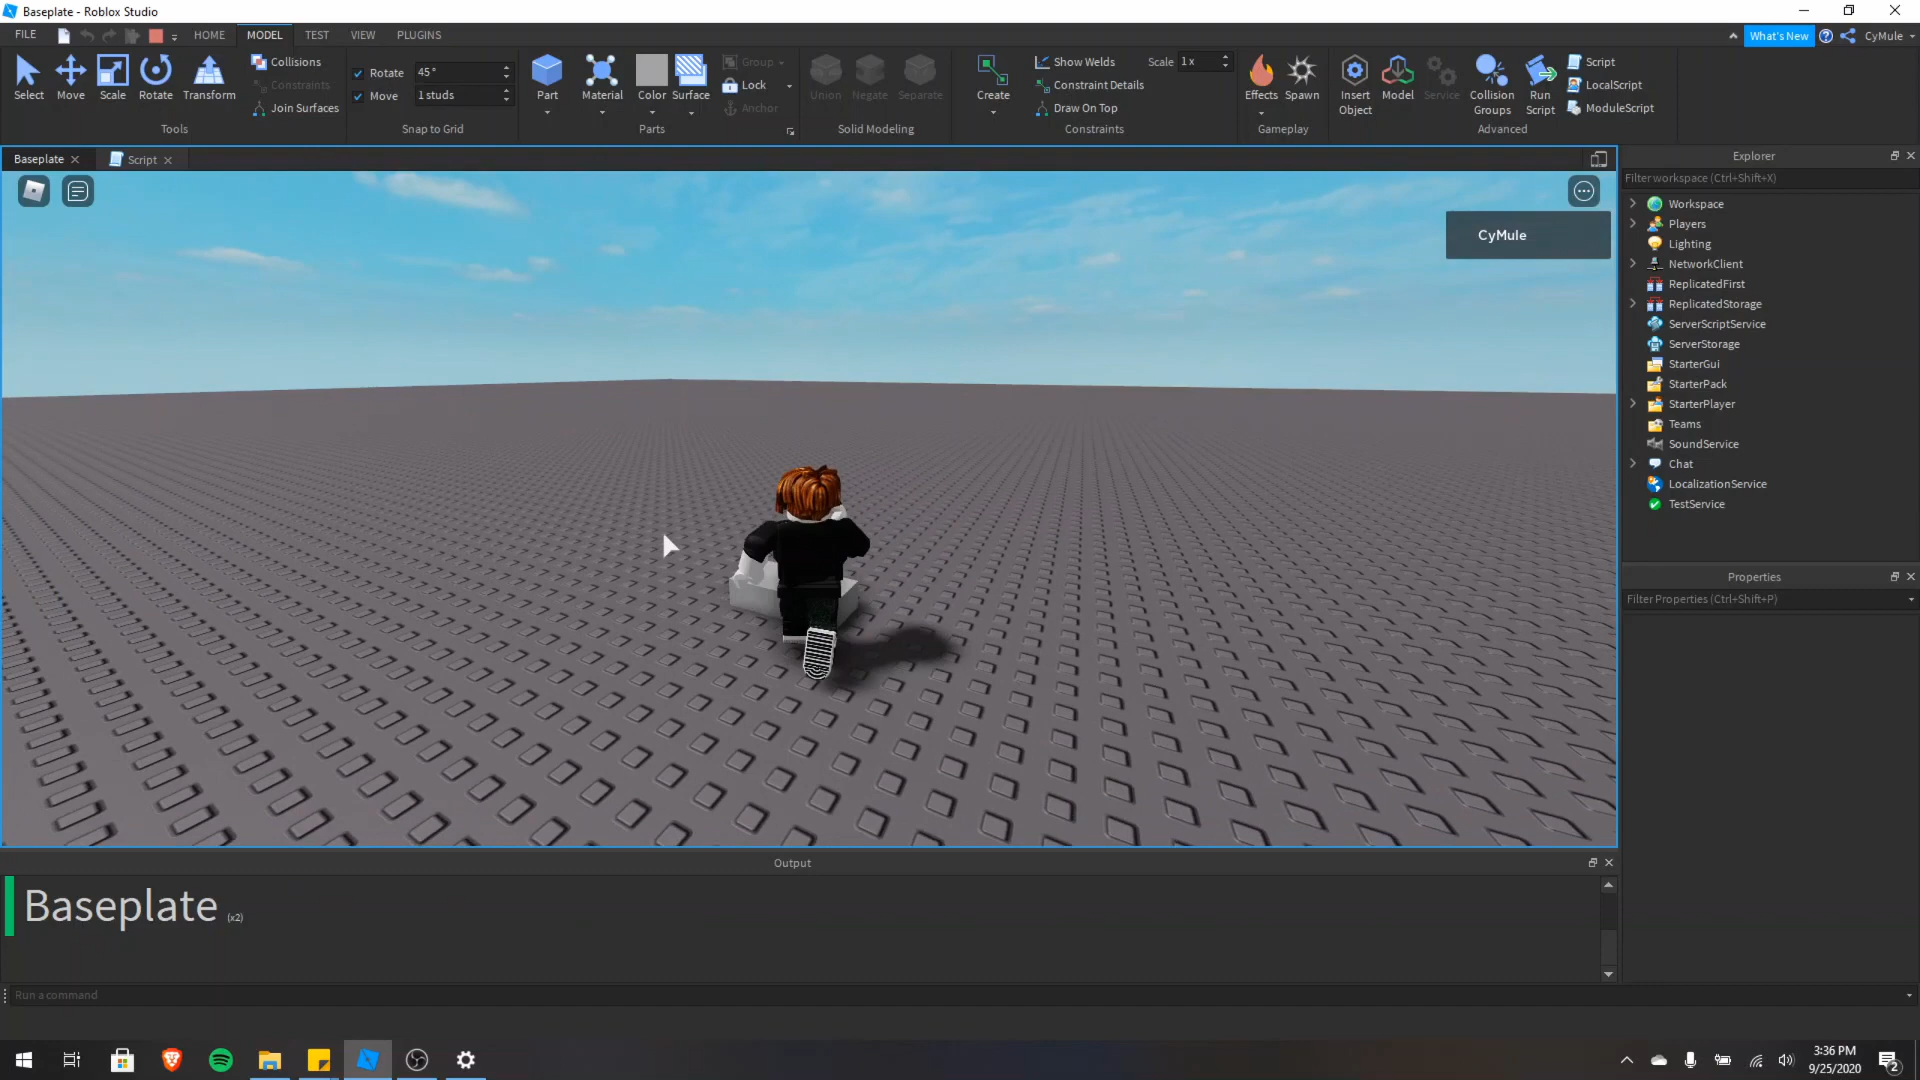 Baseplate - Roblox Studio
FILE HOME MODEL TEST VIEW PLUGINS What's New CyMule
Select Move Scale Rotate Transform
Collisions
Constraints
Join Surfaces
Tools
Rotate 45°
Move 1 studs
Snap to Grid
Part Material Color Surface
Group
Lock
Anchor
Parts
Union Negate Separate
Solid Modeling
Create
Show Welds
Constraint Details
Draw On Top
Scale 1 x
Constraints
Effects Spawn
Gameplay
Insert Object
Model
Service
Collision Groups
Run Script
Script
LocalScript
ModuleScript
Advanced
Baseplate Script
CyMule
Explorer
Filter workspace (Ctrl+Shift+X)
Workspace
Players
Lighting
NetworkClient
ReplicatedFirst
ReplicatedStorage
ServerScriptService
ServerStorage
StarterGui
StarterPack
StarterPlayer
Teams
SoundService
Chat
LocalizationService
TestService
Properties
Filter Properties (Ctrl+Shift+P)
Output
Baseplate (x2)
Run a command
3:36 PM
9/25/2020
2